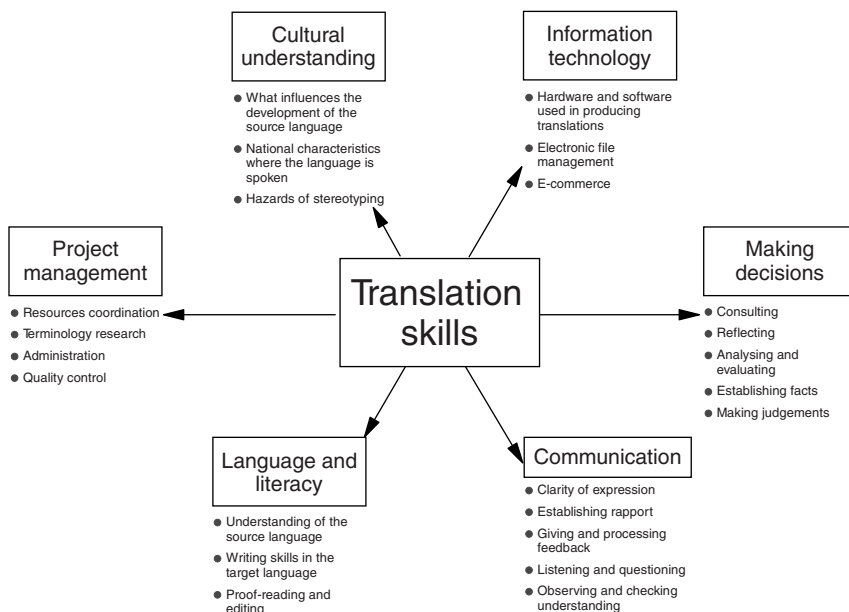 Cultural
understanding
● What influences the
development of the
source language
● National characteristics
where the language is
spoken
● Hazards of stereotyping
Information
technology
● Hardware and software
used in producing
translations
● Electronic file
management
● E-commerce
Project
management
● Resources coordination
● Terminology research
● Administration
● Quality control
Translation
skills
Making
decisions
● Consulting
● Reflecting
● Analysing and
evaluating
● Establishing facts
● Making judgements
Language and
literacy
● Understanding of the
source language
● Writing skills in the
target language
● Proof-reading and
editing
Communication
● Clarity of expression
● Establishing rapport
● Giving and processing
feedback
● Listening and questioning
● Observing and checking
understanding